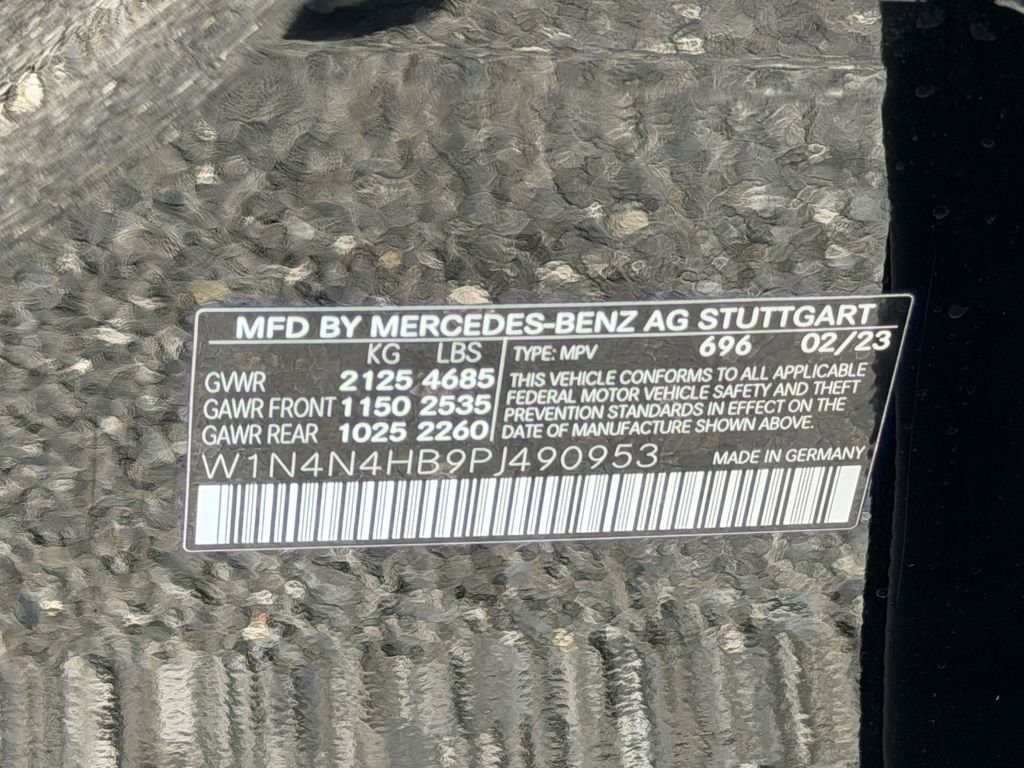 MFD BY MERCEDES-BENZ AG STUTTGART
KG LBS
GVWR 2125 4685
GAWR FRONT 1150 2535
GAWR REAR 1025 2260
TYPE: MPV 696 02/23
THIS VEHICLE CONFORMS TO ALL APPLICABLE
FEDERAL MOTOR VEHICLE SAFETY AND THEFT
PREVENTION STANDARDS IN EFFECT ON THE
DATE OF MANUFACTURE SHOWN ABOVE.
W1N4N4HB9PJ490953 MADE IN GERMANY